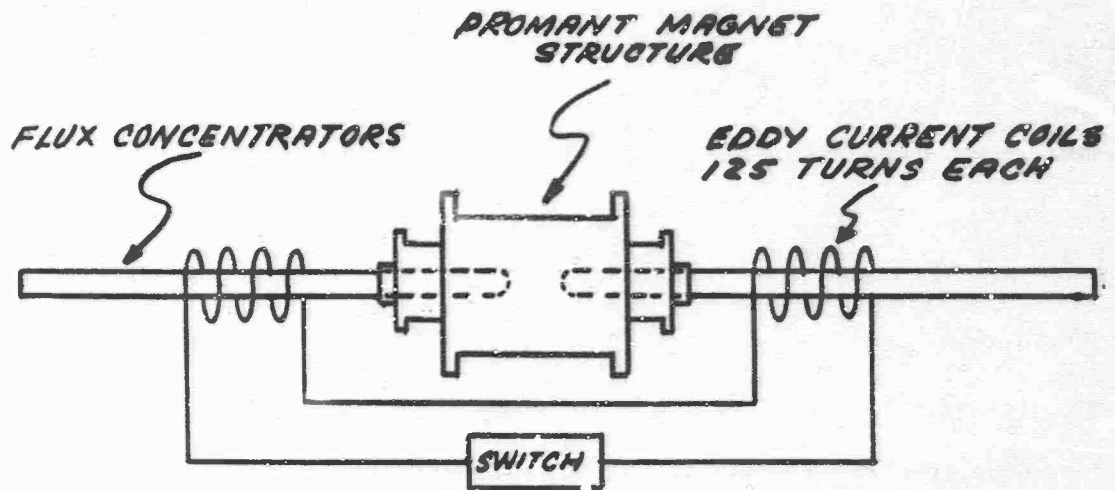 PROMANT MAGNET
STRUCTURE
FLUX CONCENTRATORS
EDDY CURRENT COILS
125 TURNS EACH
SWITCH